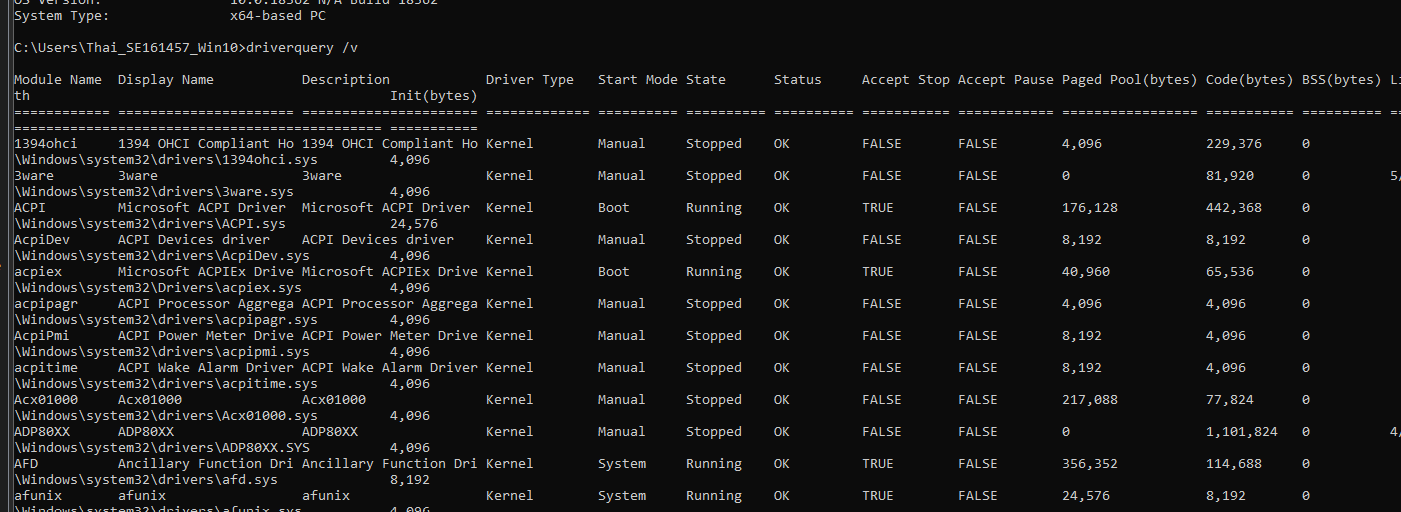 OS Version: 10.0.18362 N/A Build 18362
System Type: x64-based PC
C:\Users\Thai_SE161457_Win10>driverquery /v
Module Name Display Name Description Driver Type Start Mode State Status Accept Stop Accept Pause Paged Pool(bytes) Code(bytes) BSS(bytes) Li
th Init(bytes)
============ ====================== ====================== ============= ========== ========== ========== =========== ============ ================= =========== ========== ==
============================================== ===========
1394ohci 1394 OHCI Compliant Ho 1394 OHCI Compliant Ho Kernel Manual Stopped OK FALSE FALSE 4,096 229,376 0
\Windows\system32\drivers\1394ohci.sys 4,096
3ware 3ware 3ware Kernel Manual Stopped OK FALSE FALSE 0 81,920 0 5/
\Windows\system32\drivers\3ware.sys 4,096
ACPI Microsoft ACPI Driver Microsoft ACPI Driver Kernel Boot Running OK TRUE FALSE 176,128 442,368 0
\Windows\system32\drivers\ACPI.sys 24,576
AcpiDev ACPI Devices driver ACPI Devices driver Kernel Manual Stopped OK FALSE FALSE 8,192 8,192 0
\Windows\system32\drivers\AcpiDev.sys 4,096
acpiex Microsoft ACPIEx Drive Microsoft ACPIEx Drive Kernel Boot Running OK TRUE FALSE 40,960 65,536 0
\Windows\system32\Drivers\acpiex.sys 4,096
acpipagr ACPI Processor Aggrega ACPI Processor Aggrega Kernel Manual Stopped OK FALSE FALSE 4,096 4,096 0
\Windows\system32\drivers\acpipagr.sys 4,096
AcpiPmi ACPI Power Meter Drive ACPI Power Meter Drive Kernel Manual Stopped OK FALSE FALSE 8,192 4,096 0
\Windows\system32\drivers\acpipmi.sys 4,096
acpitime ACPI Wake Alarm Driver ACPI Wake Alarm Driver Kernel Manual Stopped OK FALSE FALSE 8,192 4,096 0
\Windows\system32\drivers\acpitime.sys 4,096
Acx01000 Acx01000 Acx01000 Kernel Manual Stopped OK FALSE FALSE 217,088 77,824 0
\Windows\system32\drivers\Acx01000.sys 4,096
ADP80XX ADP80XX ADP80XX Kernel Manual Stopped OK FALSE FALSE 0 1,101,824 0 4/
\Windows\system32\drivers\ADP80XX.SYS 4,096
AFD Ancillary Function Dri Ancillary Function Dri Kernel System Running OK TRUE FALSE 356,352 114,688 0
\Windows\system32\drivers\afd.sys 8,192
afunix afunix afunix Kernel System Running OK TRUE FALSE 24,576 8,192 0
\Windows\system32\drivers\afunix.sys 4,096